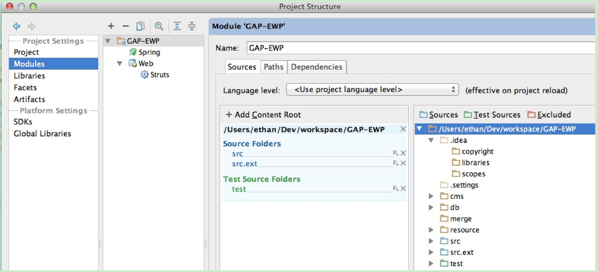 Project Structure
Project Settings
Project
Modules
Libraries
Facets
Artifacts
Platform Settings
SDKs
Global Libraries
GAP-EWP
Spring
Web
Struts
Module 'GAP-EWP'
Name: GAP-EWP
Sources Paths Dependencies
Language level: <Use project language level> (effective on project reload)
+ Add Content Root
/Users/ethan/Dev/workspace/GAP-EWP
Source Folders
src
src.ext
Test Source Folders
test
Sources Test Sources Excluded
/Users/ethan/Dev/workspace/GAP-EWP
.idea
copyright
libraries
scopes
.settings
cms
db
merge
resource
src
src.ext
test